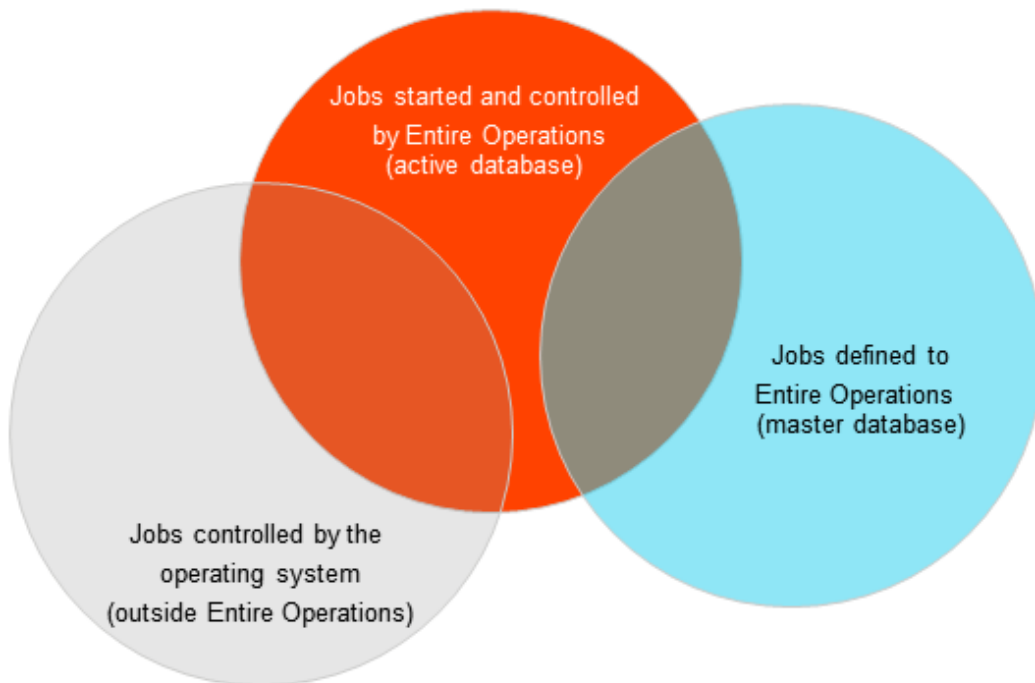 Jobs started and controlled
by Entire Operations
(active database)
Jobs defined to
Entire Operations
(master database)
Jobs controlled by the
operating system
(outside Entire Operations)